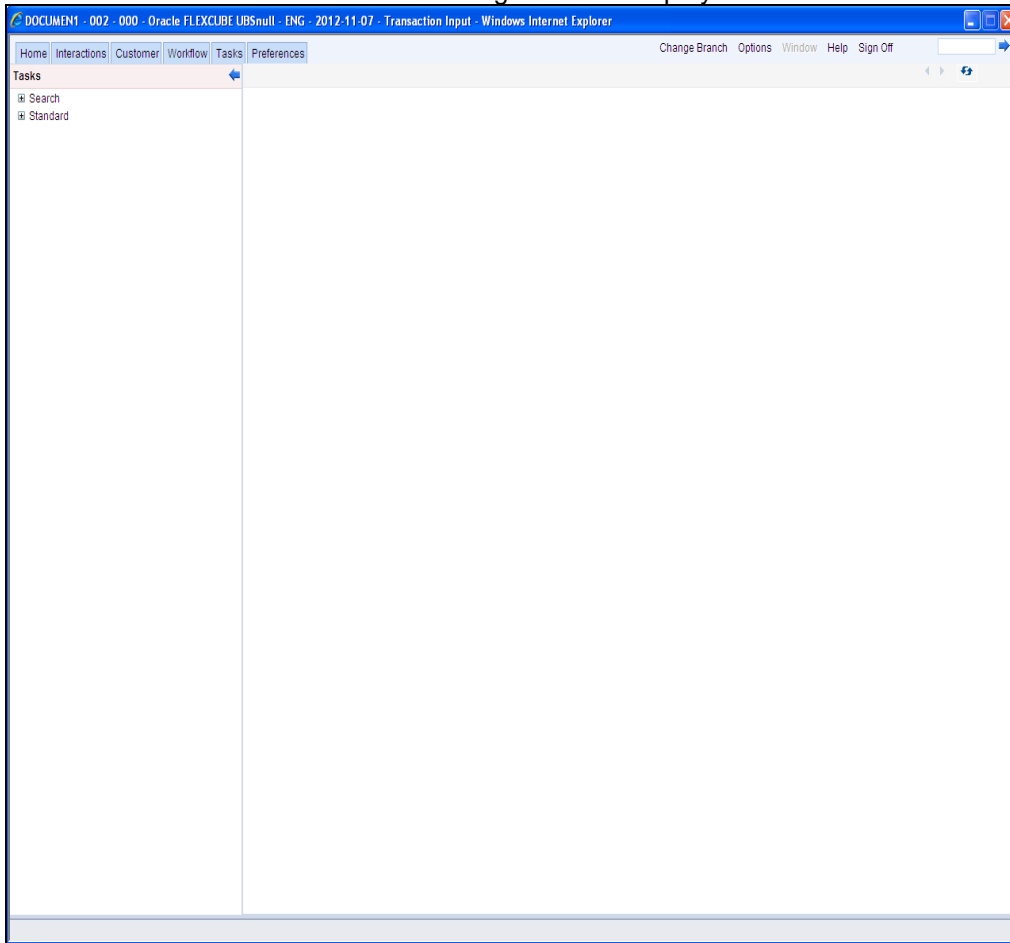 DOCUMENT1 - 002 - 000 - Oracle FLEXCUBE UBSnull - ENG - 2012-11-07 - Transaction Input - Windows Internet Explorer
Home Interactions Customer Workflow Tasks Preferences Change Branch Options Window Help Sign Off
Tasks
Search
Standard